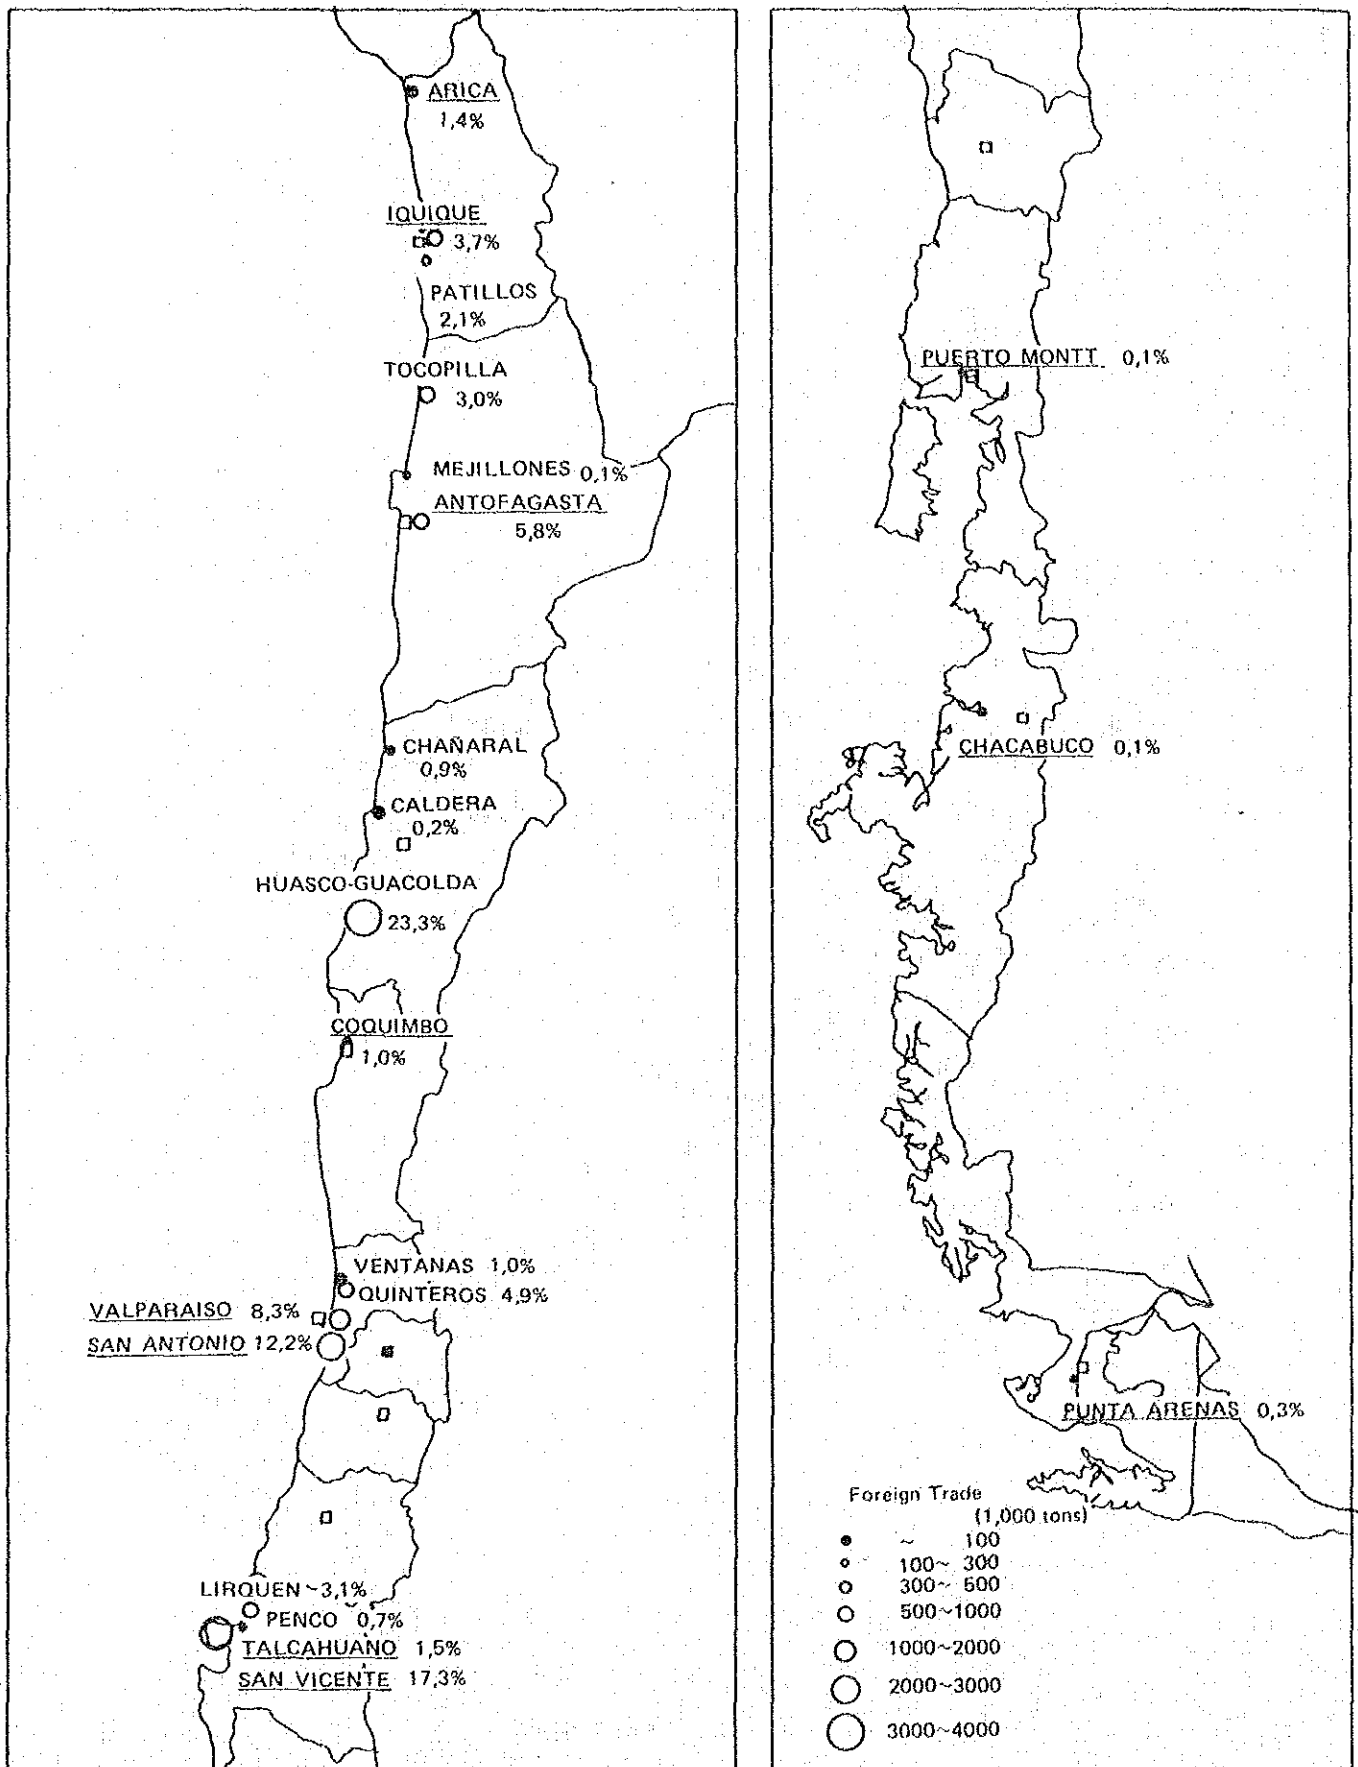 ARICA
1,4%
IQUIQUE
3,7%
PATILLOS
2,1%
TOCOPILLA
3,0%
MEJILLONES 0,1%
ANTOFAGASTA
5,8%
CHAÑARAL
0,9%
CALDERA
0,2%
HUASCO-GUACOLDA
23,3%
COQUIMBO
1,0%
VENTANAS 1,0%
QUINTEROS 4,9%
VALPARAISO 8,3%
SAN ANTONIO 12,2%
LIRQUEN ~3,1%
PENCO 0,7%
TALCAHUANO 1,5%
SAN VICENTE 17,3%
PUERTO MONTT 0,1%
CHACABUCO 0,1%
PUNTA ARENAS 0,3%
Foreign Trade
(1,000 tons)
~ 100
100~ 300
300~ 500
500~1000
1000~2000
2000~3000
3000~4000